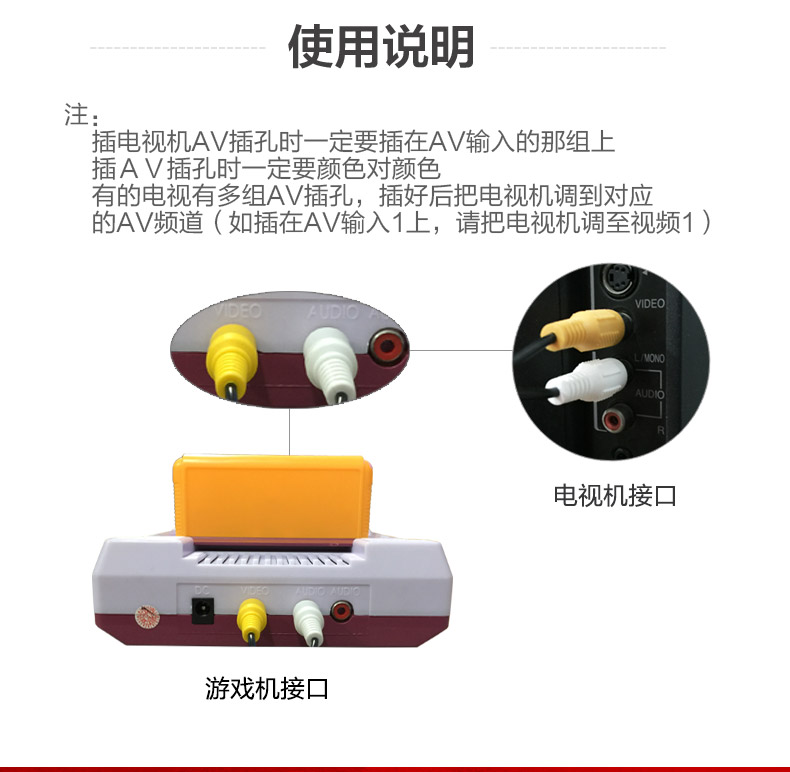 使用说明
注:
插电视机AV插孔时一定要插在AV输入的那组上
插AV插孔时一定要颜色对颜色
有的电视有多组AV插孔，插好后把电视机调到对应
的AV频道（如插在AV输入1上，请把电视机调至视频1）
VIDEO
AUDIO
VIDEO
L/MONO
AUDIO
R
电视机接口
DC
VIDEO
AUDIO AUDIO
游戏机接口